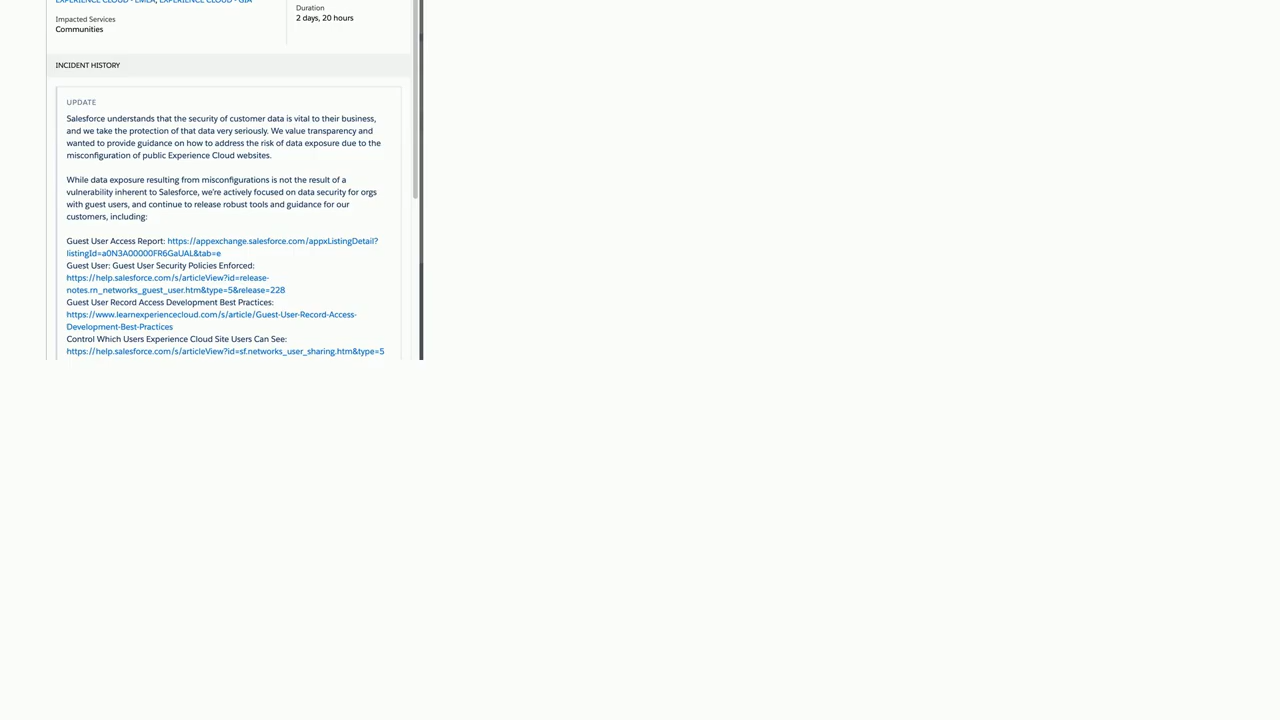 EXPERIENCE CLOUD - EMEA, EXPERIENCE CLOUD - GIA
Impacted Services
Communities
Duration
2 days, 20 hours
INCIDENT HISTORY
UPDATE
Salesforce understands that the security of customer data is vital to their business,
and we take the protection of that data very seriously. We value transparency and
wanted to provide guidance on how to address the risk of data exposure due to the
misconfiguration of public Experience Cloud websites.
While data exposure resulting from misconfigurations is not the result of a
vulnerability inherent to Salesforce, we're actively focused on data security for orgs
with guest users, and continue to release robust tools and guidance for our
customers, including:
Guest User Access Report: https://appexchange.salesforce.com/appxListingDetail?
listingId=a0N3A00000FR6GaUAL&tab=e
Guest User: Guest User Security Policies Enforced:
https://help.salesforce.com/s/articleView?id=release-
notes.rn_networks_guest_user.htm&type=5&release=228
Guest User Record Access Development Best Practices:
https://www.learnexperiencecloud.com/s/article/Guest-User-Record-Access-
Development-Best-Practices
Control Which Users Experience Cloud Site Users Can See:
https://help.salesforce.com/s/articleView?id=sf.networks_user_sharing.htm&type=5